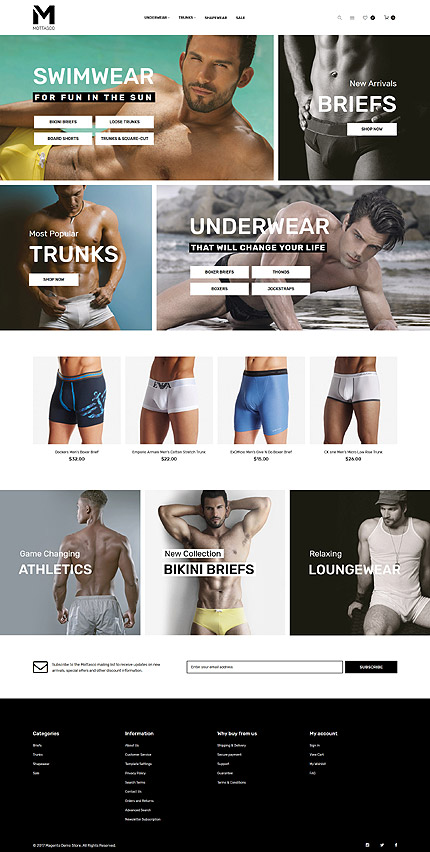 M
MOTTASCO
UNDERWEAR
TRUNKS
SHAPEWEAR
SALE
0
0
SWIMWEAR
FOR FUN IN THE SUN
BIKINI BRIEFS
LOOSE TRUNKS
BOARD SHORTS
TRUNKS & SQUARE-CUT
New Arrivals
BRIEFS
SHOP NOW
Most Popular
TRUNKS
SHOP NOW
UNDERWEAR
THAT WILL CHANGE YOUR LIFE
BOXER BRIEFS
THONGS
BOXERS
JOCKSTRAPS
Dockers Men's Boxer Brief
$32.00
Emporio Armani Men's Cotton Stretch Trunk
$22.00
ExOfficio Men's Give N Go Boxer Brief
$15.00
CK One Men's Micro Low Rise Trunk
$26.00
Game Changing
ATHLETICS
New Collection
BIKINI BRIEFS
Relaxing
LOUNGEWEAR
Subscribe to the Mottasco mailing list to receive updates on new
arrivals, special offers and other discount information.
Enter your email address
SUBSCRIBE
Categories
Briefs
Trunks
Shapewear
Sale
Information
About Us
Customer Service
Template Settings
Privacy Policy
Search Terms
Contact Us
Orders and Returns
Advanced Search
Newsletter Subscription
Why buy from us
Shipping & Delivery
Secure payment
Support
Guarantee
Terms & Conditions
My account
Sign In
View Cart
My Wishlist
FAQ
© 2017 Magento Demo Store. All Rights Reserved.